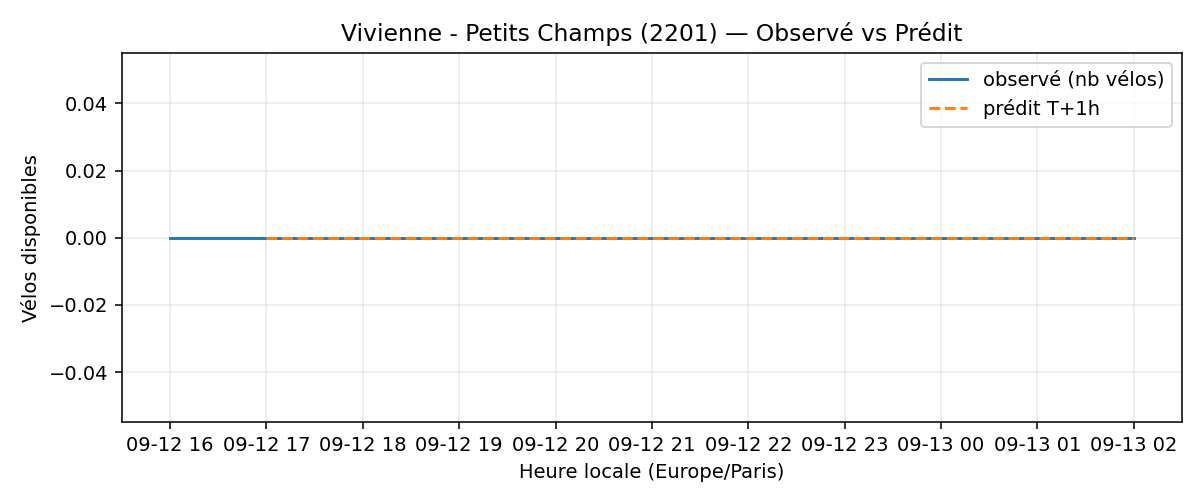 Vivienne - Petits Champs (2201) — Observé vs Prédit
observé (nb vélos)
prédit T+1h
Vélos disponibles
0.04
0.02
0.00
−0.02
−0.04
09-12 16 09-12 17 09-12 18 09-12 19 09-12 20 09-12 21 09-12 22 09-12 23 09-13 00 09-13 01 09-13 02
Heure locale (Europe/Paris)